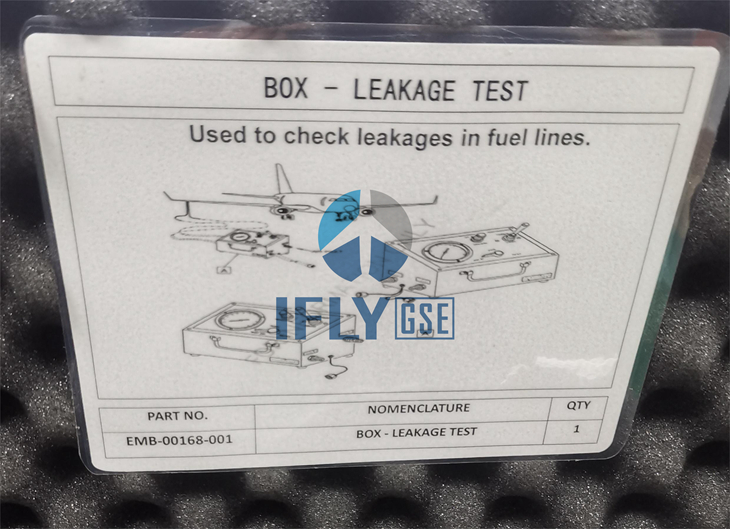 BOX - LEAKAGE TEST
Used to check leakages in fuel lines.
IFLY GSE
PART NO. NOMENCLATURE QTY
EMB-00168-001 BOX - LEAKAGE TEST 1